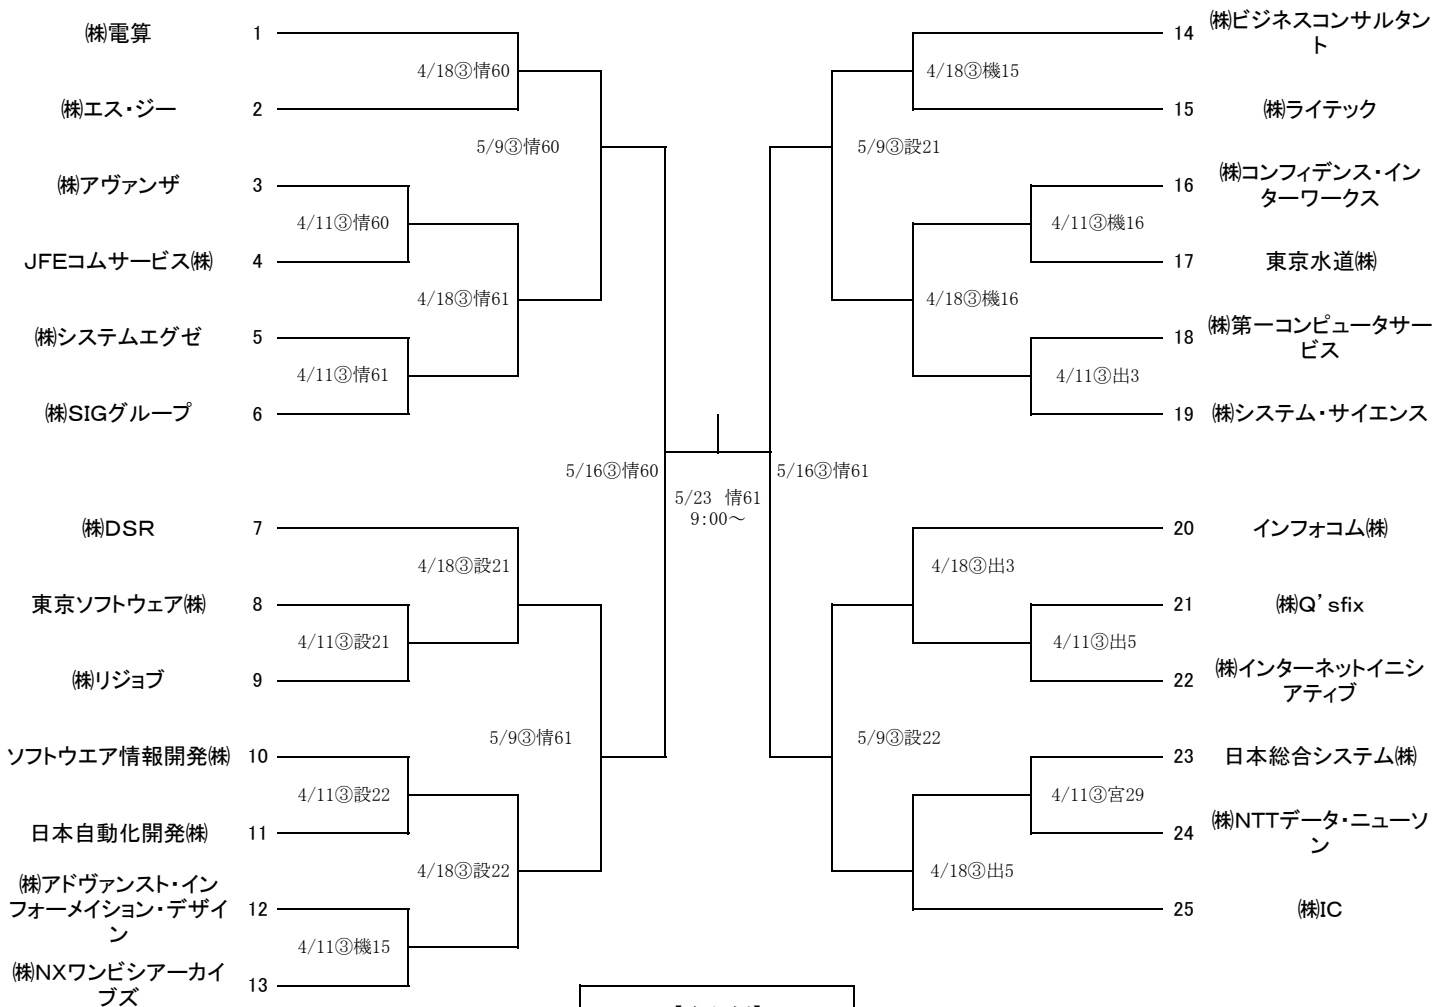 ㈱電算 1
4/18③情60
㈱エス・ジー 2
5/9③情60
㈱アヴァンザ 3
4/11③情60
JFEコムサービス㈱ 4
4/18③情61
㈱システムエグゼ 5
4/11③情61
㈱SIGグループ 6
5/16③情60
㈱DSR 7
4/18③設21
東京ソフトウェア㈱ 8
4/11③設21
㈱リジョブ 9
5/9③情61
ソフトウエア情報開発㈱ 10
4/11③設22
日本自動化開発㈱ 11
4/18③設22
㈱アドヴァンスト・イン
フォーメイション・デザイ
ン
12
4/11③機15
㈱NXワンビシアーカイ
ブズ
13
5/23 情61
9:00～
14 ㈱ビジネスコンサルタン
ト
4/18③機15
15 ㈱ライテック
5/9③設21
16 ㈱コンフィデンス・イン
ターワークス
4/11③機16
17 東京水道㈱
4/18③機16
18 ㈱第一コンピュータサー
ビス
4/11③出3
19 ㈱システム・サイエンス
5/16③情61
20 インフォコム㈱
4/18③出3
21 ㈱Q’sfix
4/11③出5
22 ㈱インターネットイニシ
アティブ
5/9③設22
23 日本総合システム㈱
4/11③宮29
24 ㈱NTTデータ・ニューソ
ン
4/18③出5
25 ㈱IC